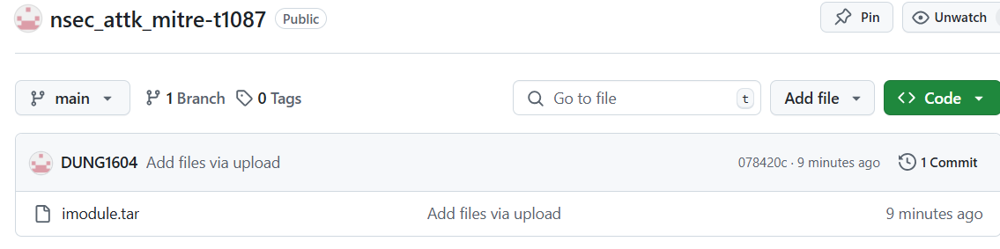 nsec_attk_mitre-t1087 Public Pin Unwatch
main 1 Branch 0 Tags Go to file t Add file Code
DUNG1604 Add files via upload 078420c · 9 minutes ago 1 Commit
imodule.tar Add files via upload 9 minutes ago